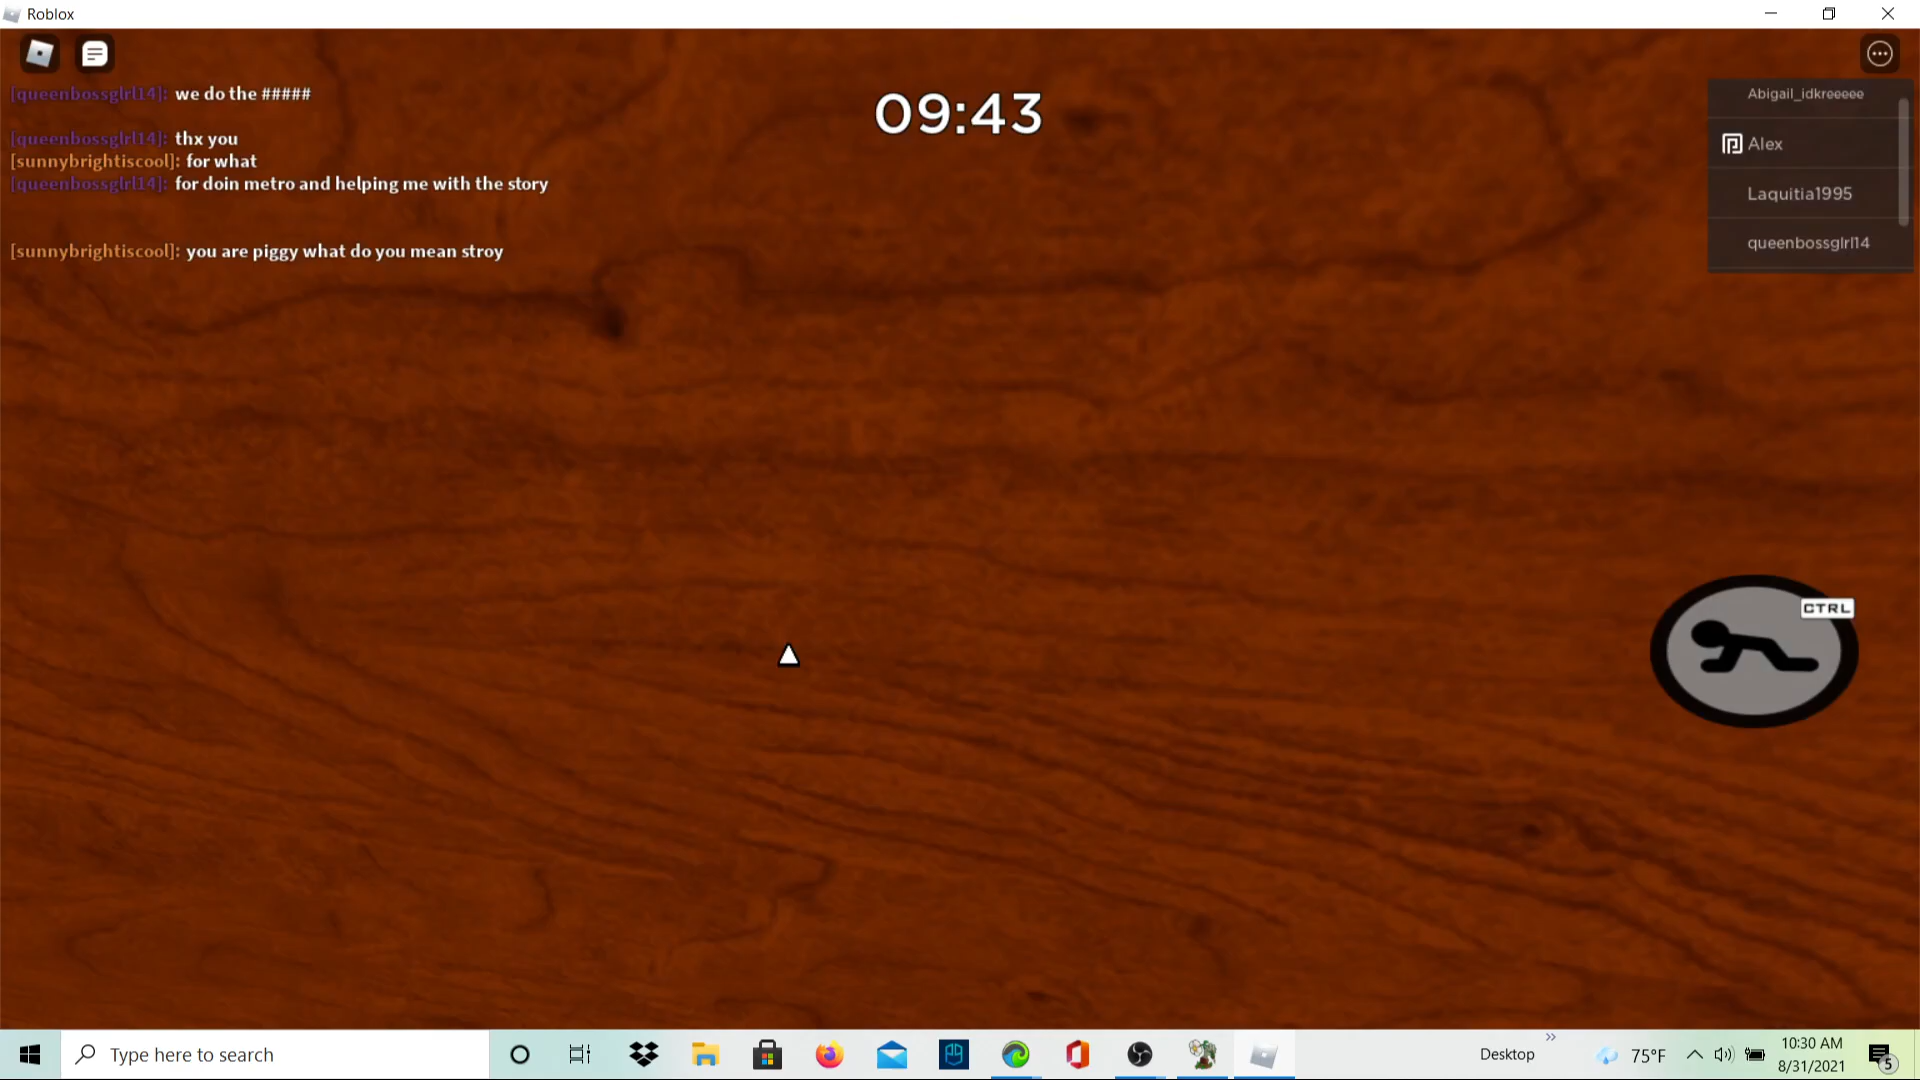 Roblox
[queenbossglrl14]: we do the #####
[queenbossglrl14]: thx you
[sunnybrightiscool]: for what
[queenbossglrl14]: for doin metro and helping me with the story
[sunnybrightiscool]: you are piggy what do you mean stroy
09:43
Abigail_idkreeeee
Alex
Laquitia1995
queenbossglrl14
CTRL
Type here to search
Desktop
75°F
10:30 AM
8/31/2021
5